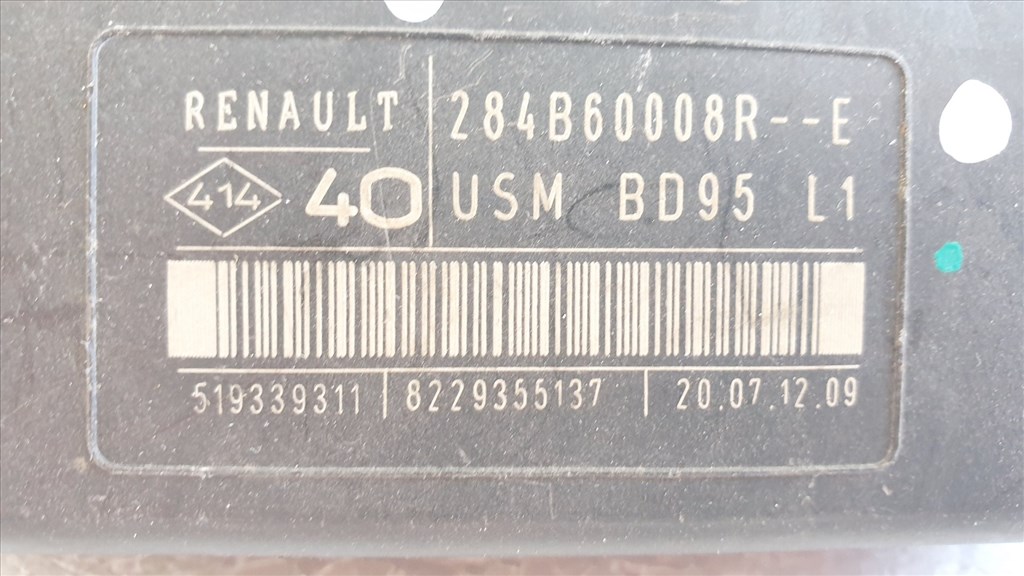 RENAULT 284B60008R--E
414 40 USM BD95 L1
519339311 8229355137 20.07.12.09